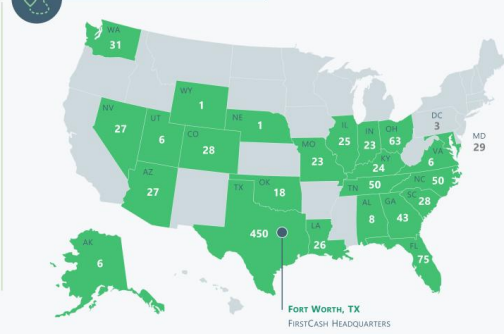 WA
31
WY
1
NV
27
UT
6
CO
28
NE
1
AZ
27
MO
23
IL
25
IN
23
OH
63
DC
3
MD
29
KY
24
VA
6
TN
50
NC 50
SC
28
TX
450
OK
18
AL
8
GA
43
LA
26
FL
75
AK
6
FORT WORTH, TX
FIRSTCASH HEADQUARTERS